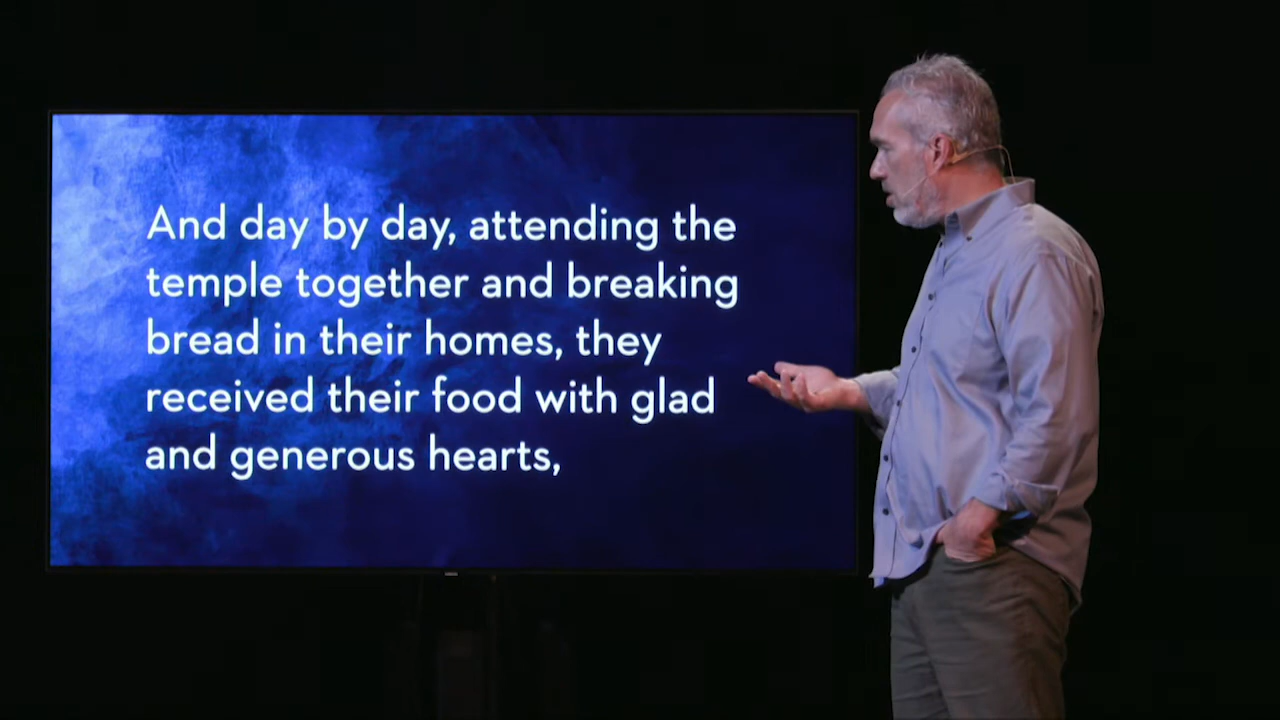 And day by day, attending the
temple together and breaking
bread in their homes, they
received their food with glad
and generous hearts,